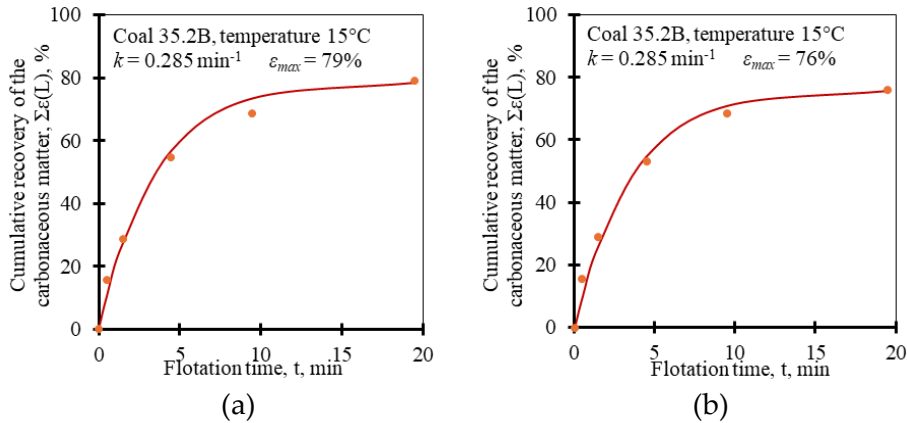 Coal 35.2B, temperature 15°C
k = 0.285 min-1 εmax = 79%
Cumulative recovery of the
carbonaceous matter, Σε(L), %
100
80
60
40
20
0
0 5 10 15 20
Flotation time, t, min
(a)
Coal 35.2B, temperature 15°C
k = 0.285 min-1 εmax = 76%
Cumulative recovery of the
carbonaceous matter, Σε(L), %
100
80
60
40
20
0
0 5 10 15 20
Flotation time, t, min
(b)